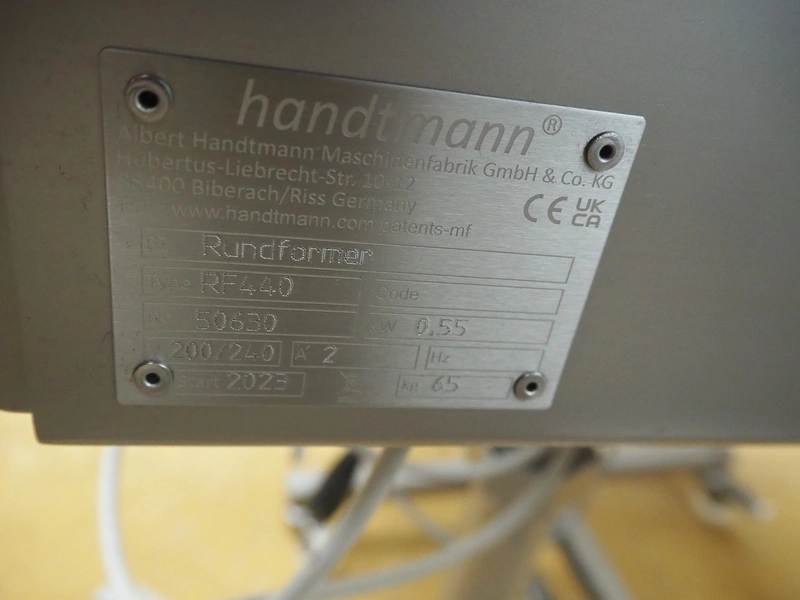 handtmann®
Albert Handtmann Maschinenfabrik GmbH & Co. KG
Hubertus-Liebrecht-Str. 10-12
88400 Biberach/Riss Germany
www.handtmann.com/patents-mf
CE UK CA
Rundformer
Type RF440 Code
50630 kW 0.55
V 200/240 A 2 Hz
Start 2023 kg 65